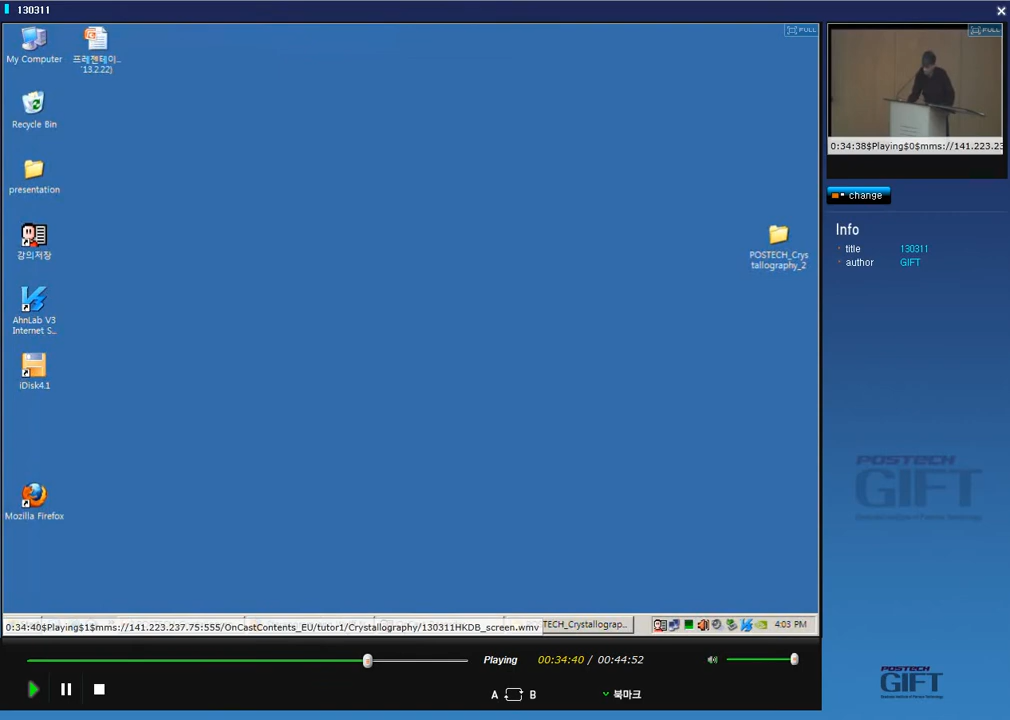 130311
FULL
FULL
My Computer
프레젠테이...
'13.2.22)
Recycle Bin
presentation
강의저장
AhnLab V3
Internet S...
iDisk4.1
Mozilla Firefox
POSTECH_Crys
tallography_2
0:34:38$Playing$0$mms://141.223.23
change
Info
title 130311
author GIFT
POSTECH
GIFT
0:34:40$Playing$1$mms://141.223.237.75:555/OnCastContents_EU/tutor1/Crystallography/130311HKDB_screen.wmv
TECH_Crystallograp...
4:03 PM
Playing 00:34:40 / 00:44:52
A B 북마크
POSTECH
GIFT